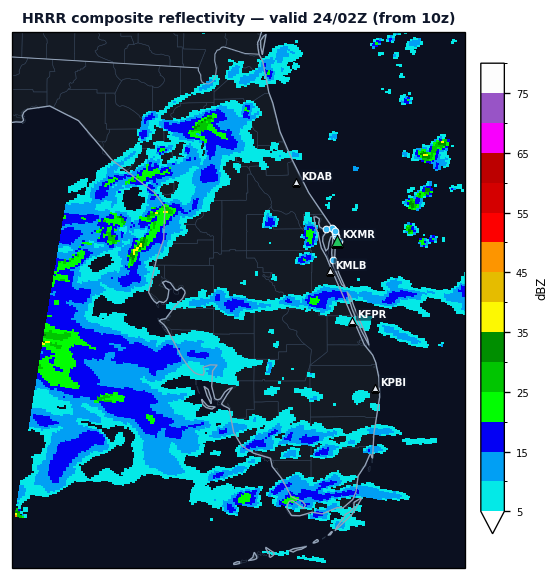 HRRR composite reflectivity — valid 24/02Z (from 10z)
KDAB
KXMR
KMLB
KFPR
KPBI
75
65
55
45
35
25
15
5
dBZ